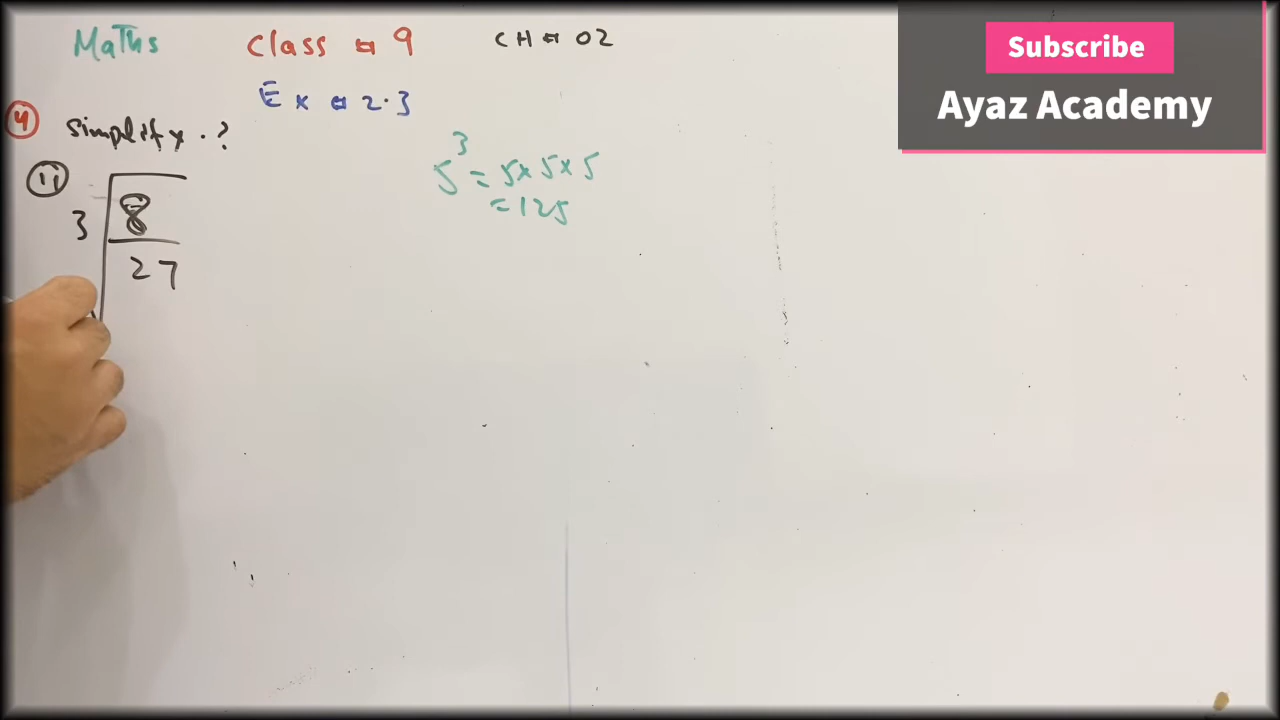 Maths Class = 9 CH = 02
Ex = 2.3
4 Simplify.?
ii
3 √8
27
5³ = 5×5×5
= 125
Subscribe
Ayaz Academy